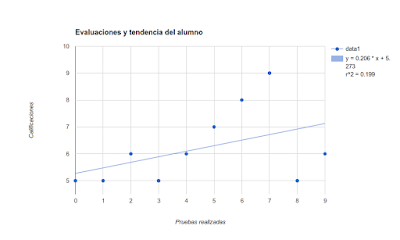 Evaluaciones y tendencia del alumno
10
9
8
7
6
5
0
1
2
3
4
5
6
7
8
9
Calificaciones
Pruebas realizadas
data1
y = 0.206 * x + 5.
273
r^2 = 0.199